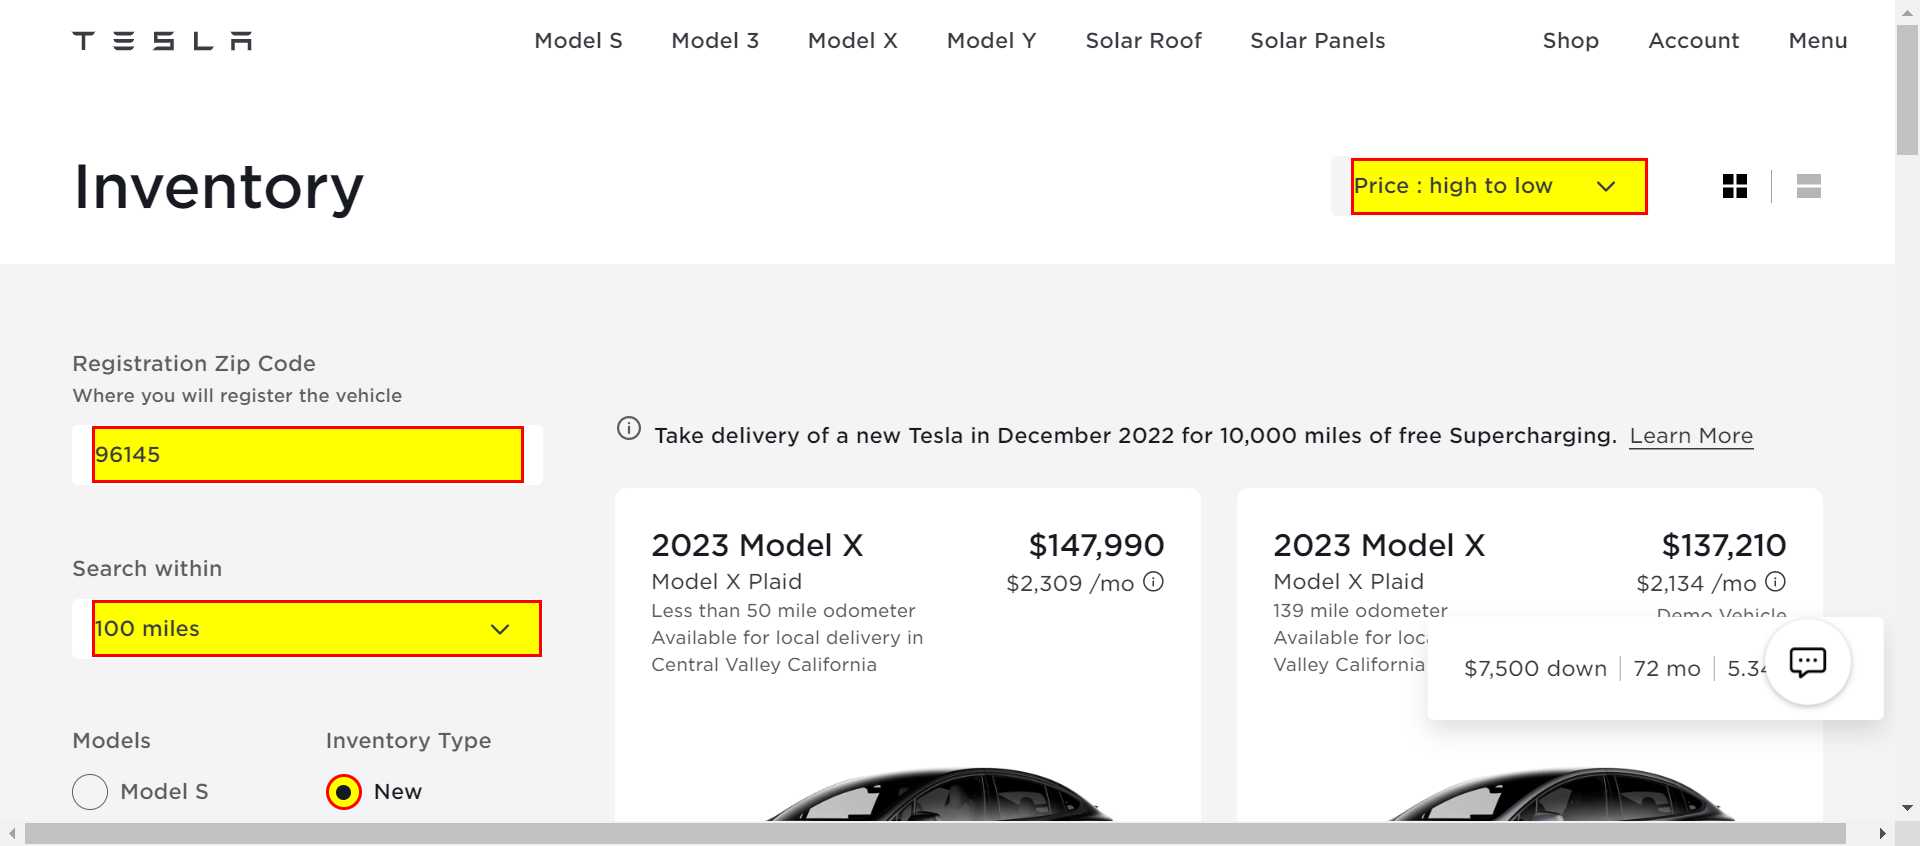 TESLA
Model S Model 3 Model X Model Y Solar Roof Solar Panels Shop Account Menu
Inventory
Price : high to low
Registration Zip Code
Where you will register the vehicle
96145
Take delivery of a new Tesla in December 2022 for 10,000 miles of free Supercharging. Learn More
Search within
100 miles
Models
Model S
Inventory Type
New
2023 Model X $147,990
Model X Plaid $2,309 /mo
Less than 50 mile odometer
Available for local delivery in
Central Valley California
2023 Model X $137,210
Model X Plaid $2,134 /mo
139 mile odometer Demo Vehicle
Available for loc
Valley California
$7,500 down 72 mo 5.34